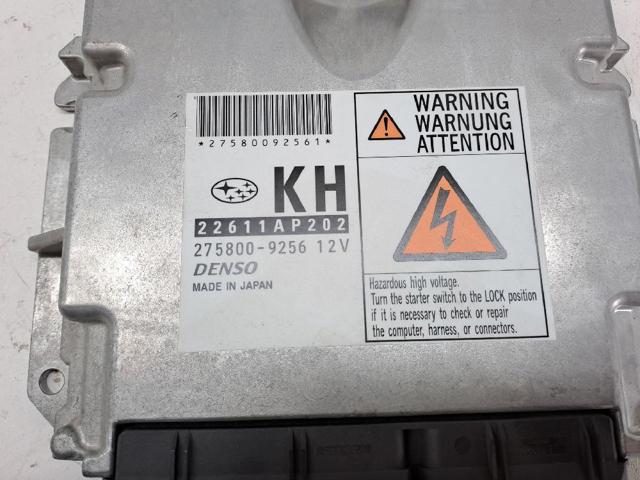 *27580092561*
KH
22611AP202
275800-9256 12V
DENSO
MADE IN JAPAN
WARNING
WARNUNG
ATTENTION
Hazardous high voltage.
Turn the starter switch to the LOCK position
if it is necessary to check or repair
the computer, harness, or connectors.